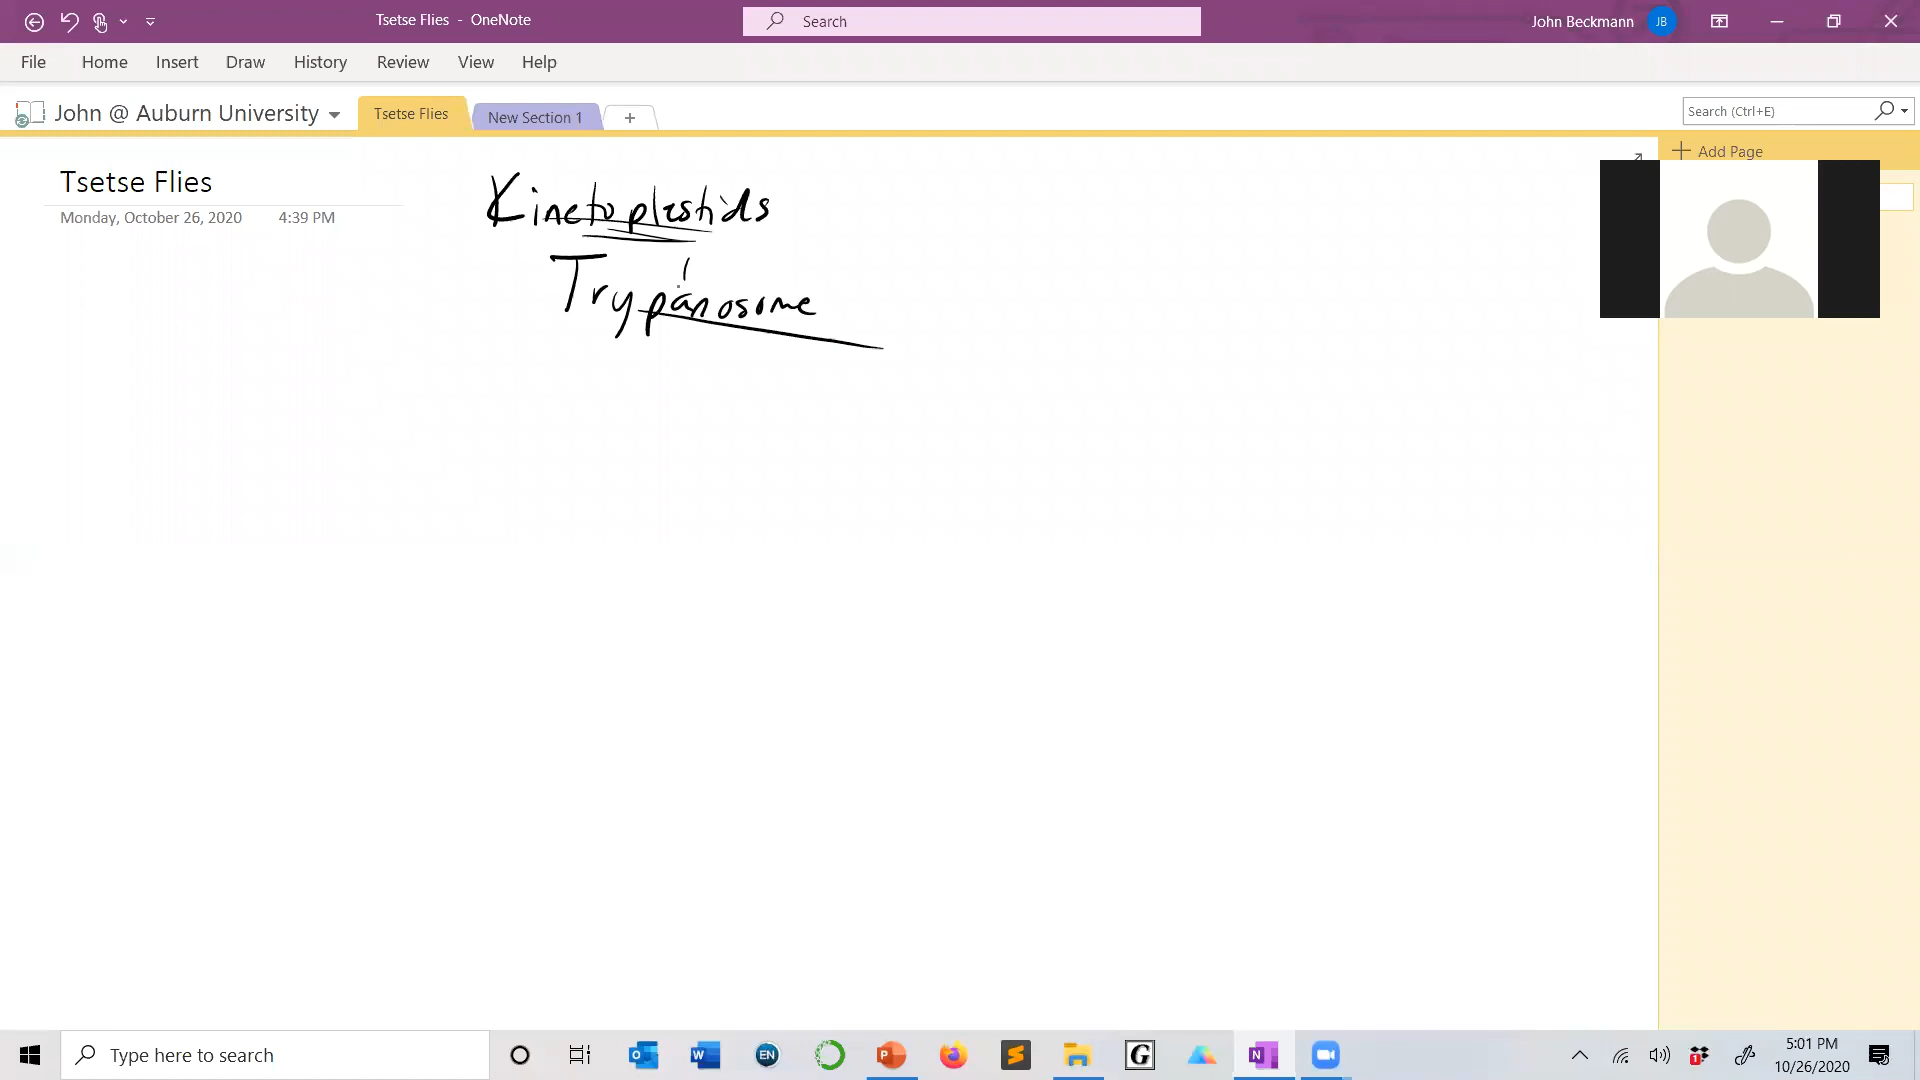 Tsetse Flies - OneNote
Search
John Beckmann
JB
File
Home
Insert
Draw
History
Review
View
Help
John @ Auburn University
Tsetse Flies
New Section 1
+
Search (Ctrl+E)
Add Page
Tsetse Flies
Monday, October 26, 2020
4:39 PM
Kinetoplastids
Trypanosome
Type here to search
O
W
EN
P
S
G
N
1
5:01 PM
10/26/2020